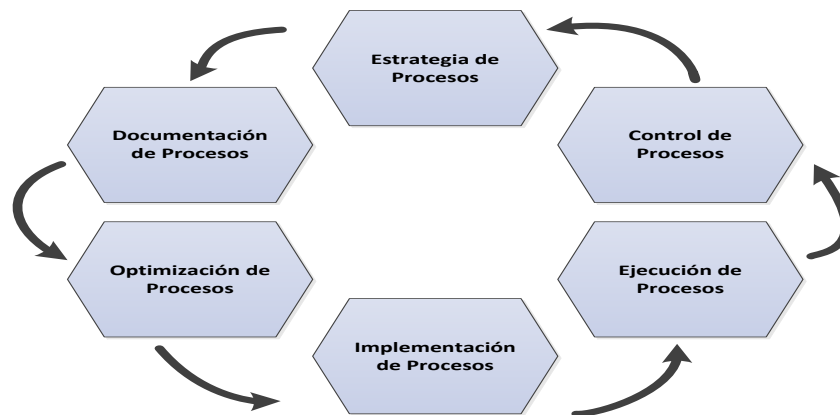 Estrategia de
Procesos
Documentación
de Procesos
Control de
Procesos
Optimización de
Procesos
Ejecución de
Procesos
Implementación
de Procesos